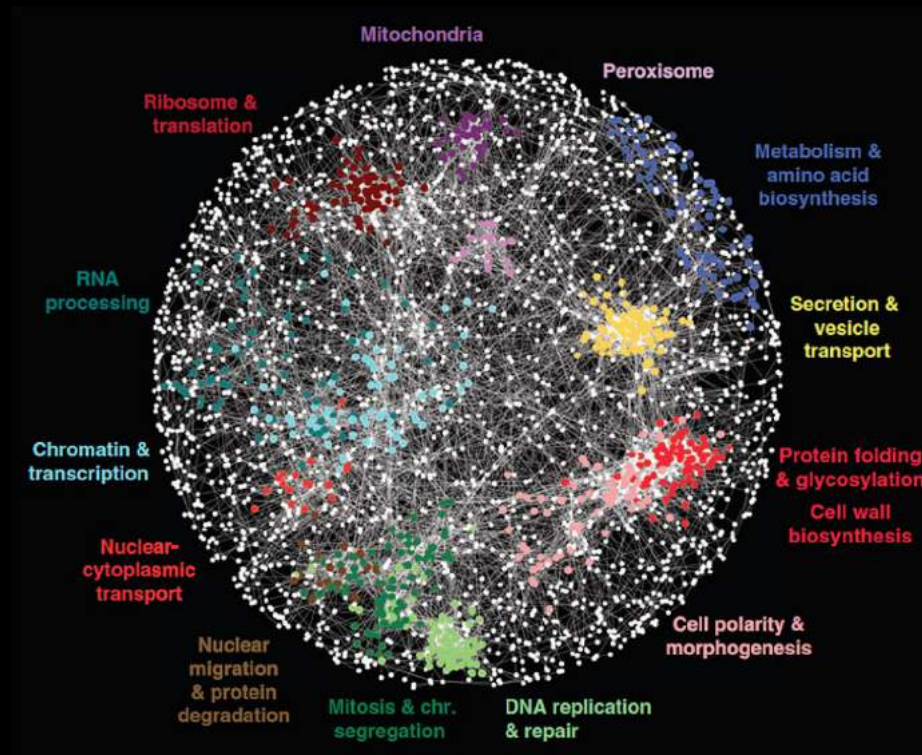 Mitochondria
Peroxisome
Ribosome &
translation
Metabolism &
amino acid
biosynthesis
RNA
processing
Secretion &
vesicle
transport
Chromatin &
transcription
Protein folding
& glycosylation
Cell wall
biosynthesis
Nuclear-
cytoplasmic
transport
Cell polarity &
morphogenesis
Nuclear
migration
& protein
degradation
Mitosis & chr.
segregation
DNA replication
& repair